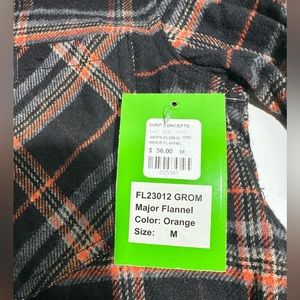 SURF CONCEPTS
$ 36.00 M
FL23012 GROM
Major Flannel
Color: Orange
Size: M